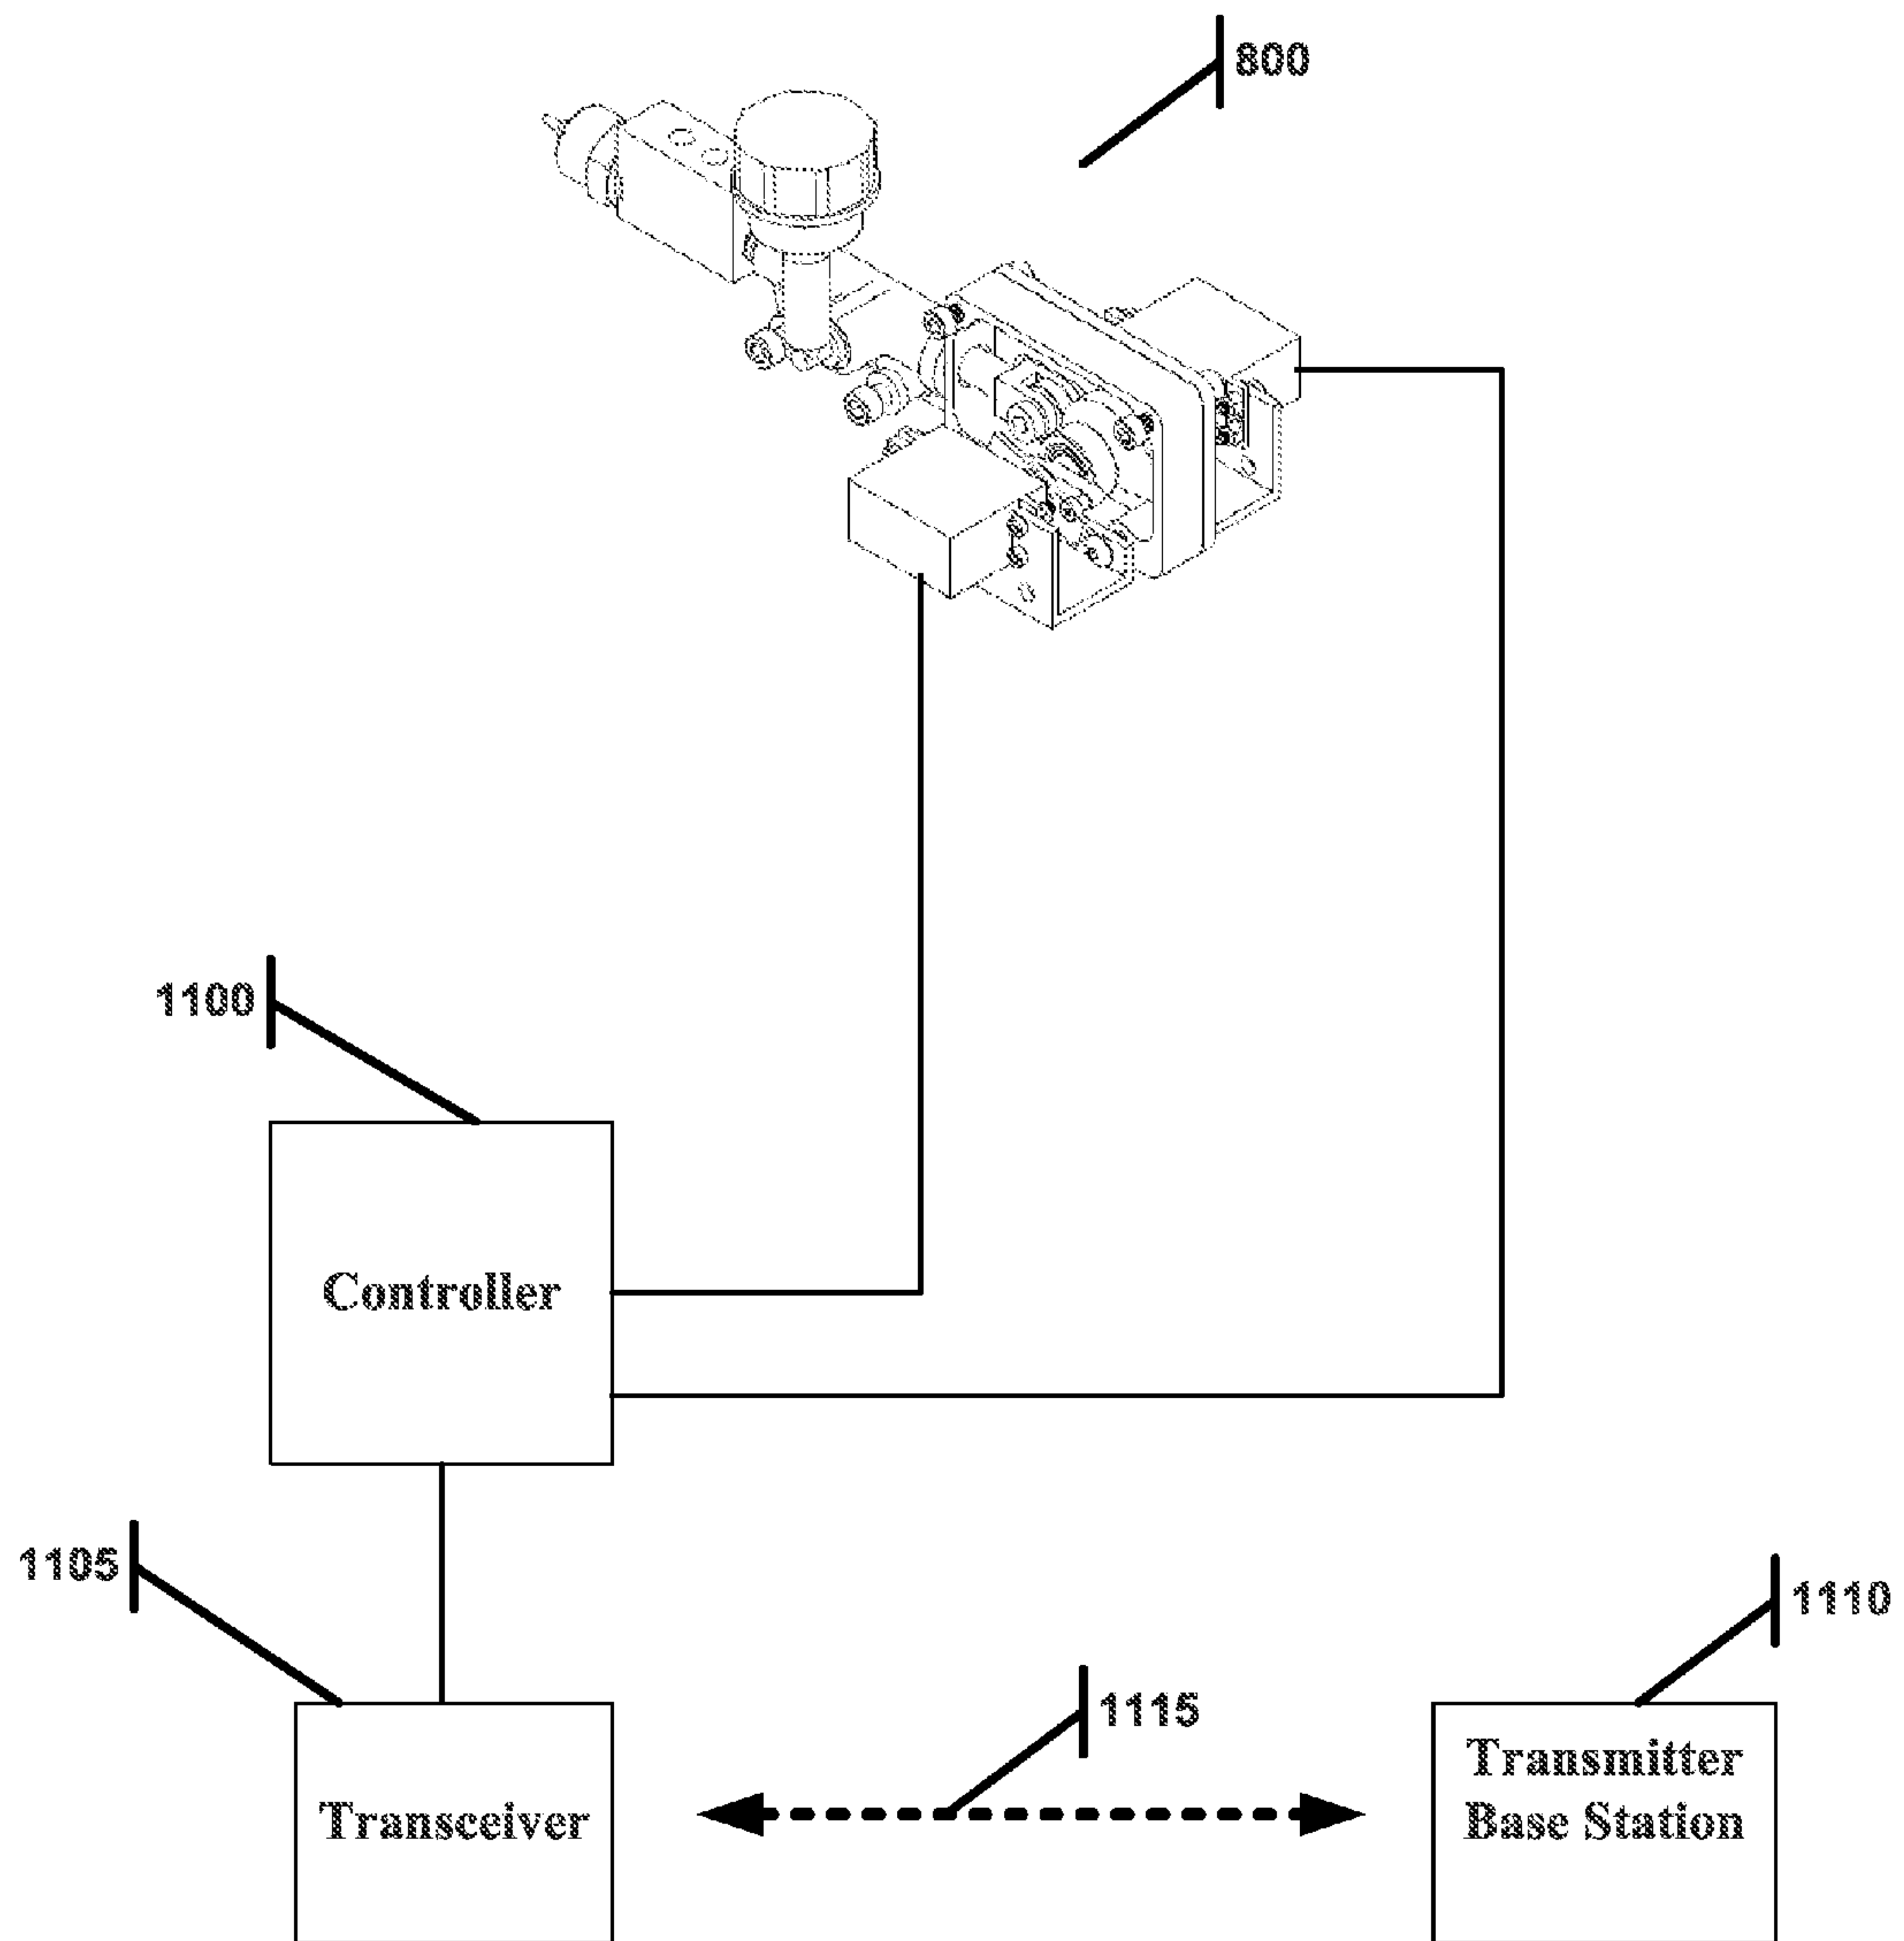 800
1100
Controller
1105
1110
1115
Transceiver
Transmitter
Base Station